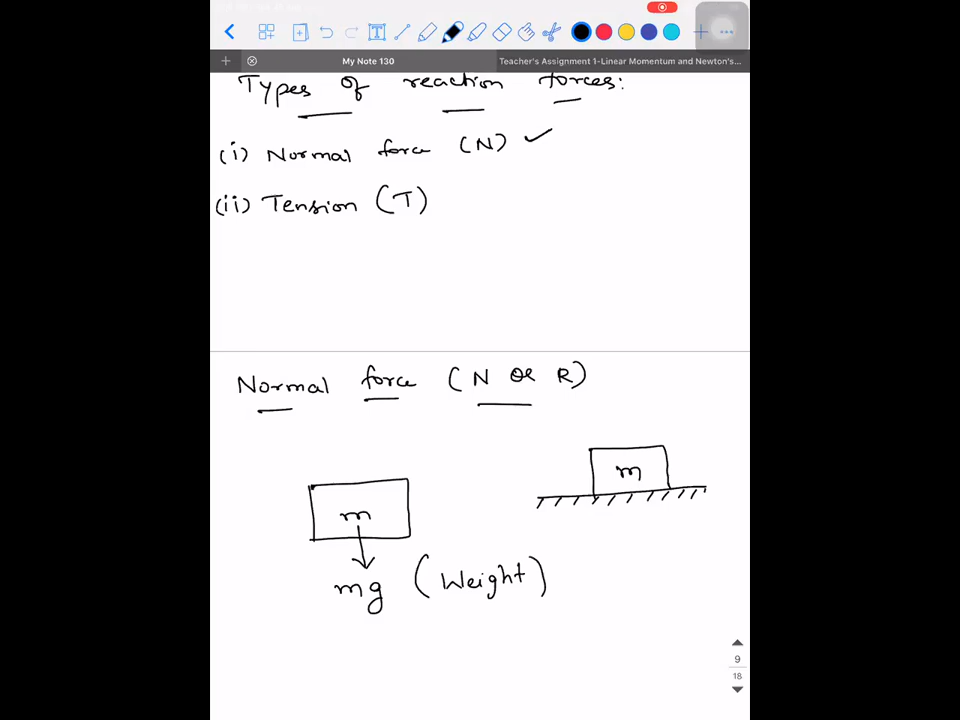 My Note 130
Teacher's Assignment 1-Linear Momentum and Newton's...
Types of reaction forces:
(i) Normal force (N) ✓
(ii) Tension (T)
Normal force (N or R)
m
m
mg (Weight)
9
18